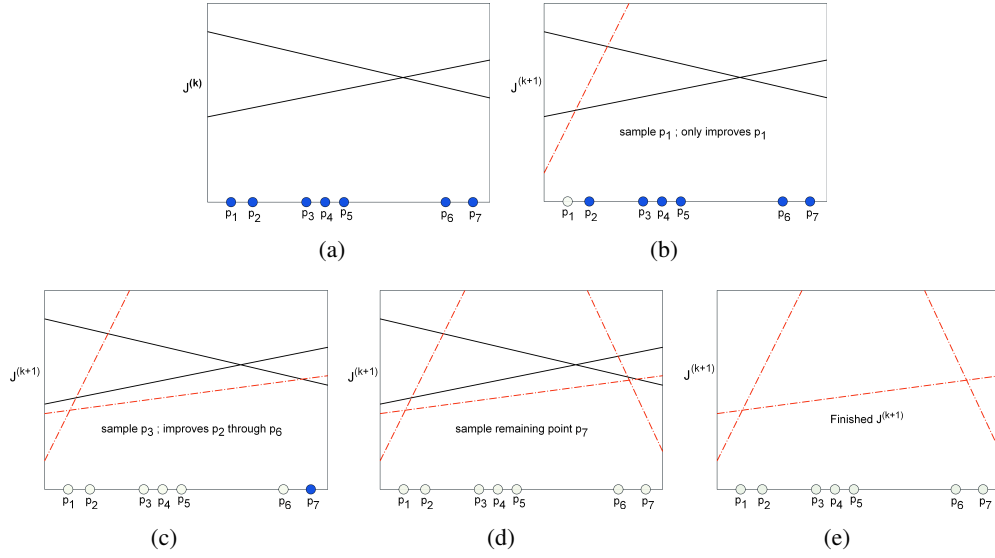 J(k)
p1 p2 p3 p4 p5 p6 p7
(a)
J(k+1)
sample p1 ; only improves p1
p1 p2 p3 p4 p5 p6 p7
(b)
J(k+1)
sample p3 ; improves p2 through p6
p1 p2 p3 p4 p5 p6 p7
(c)
J(k+1)
sample remaining point p7
p1 p2 p3 p4 p5 p6 p7
(d)
J(k+1)
Finished J(k+1)
p1 p2 p3 p4 p5 p6 p7
(e)